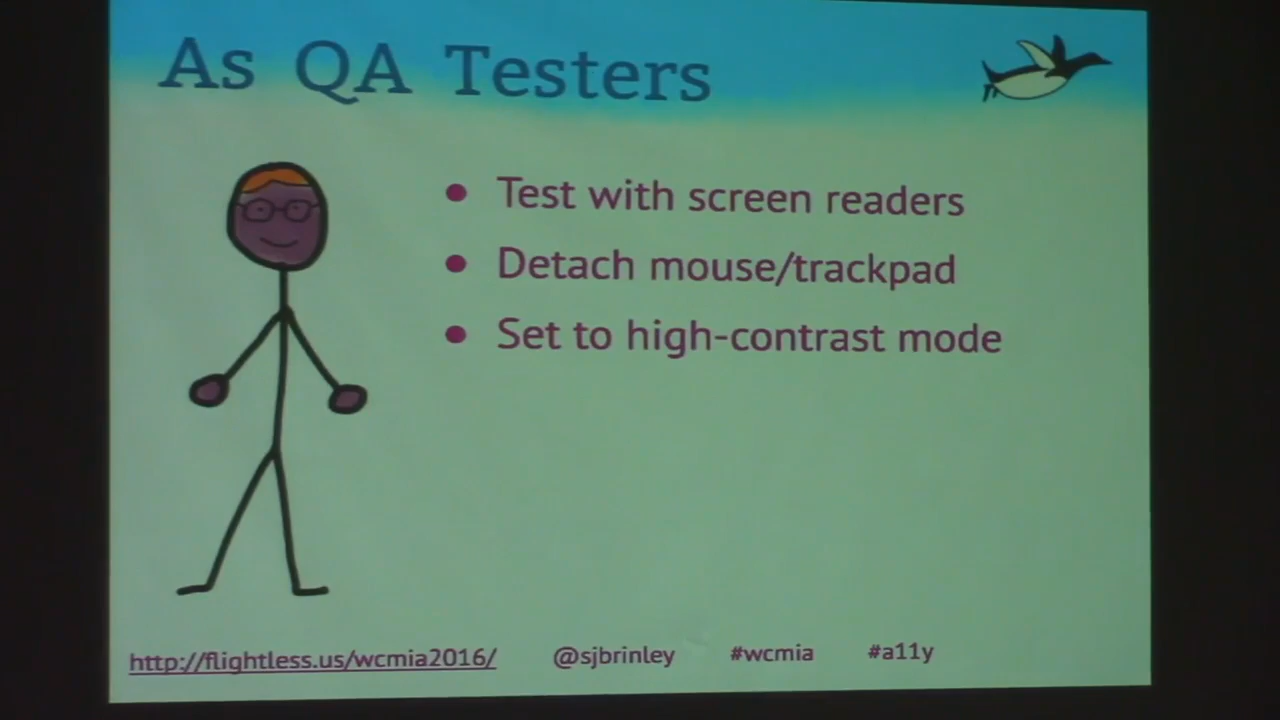 As QA Testers
• Test with screen readers
• Detach mouse/trackpad
• Set to high-contrast mode
http://flightless.us/wcmia2016/ @sjbrinley #wcmia #a11y